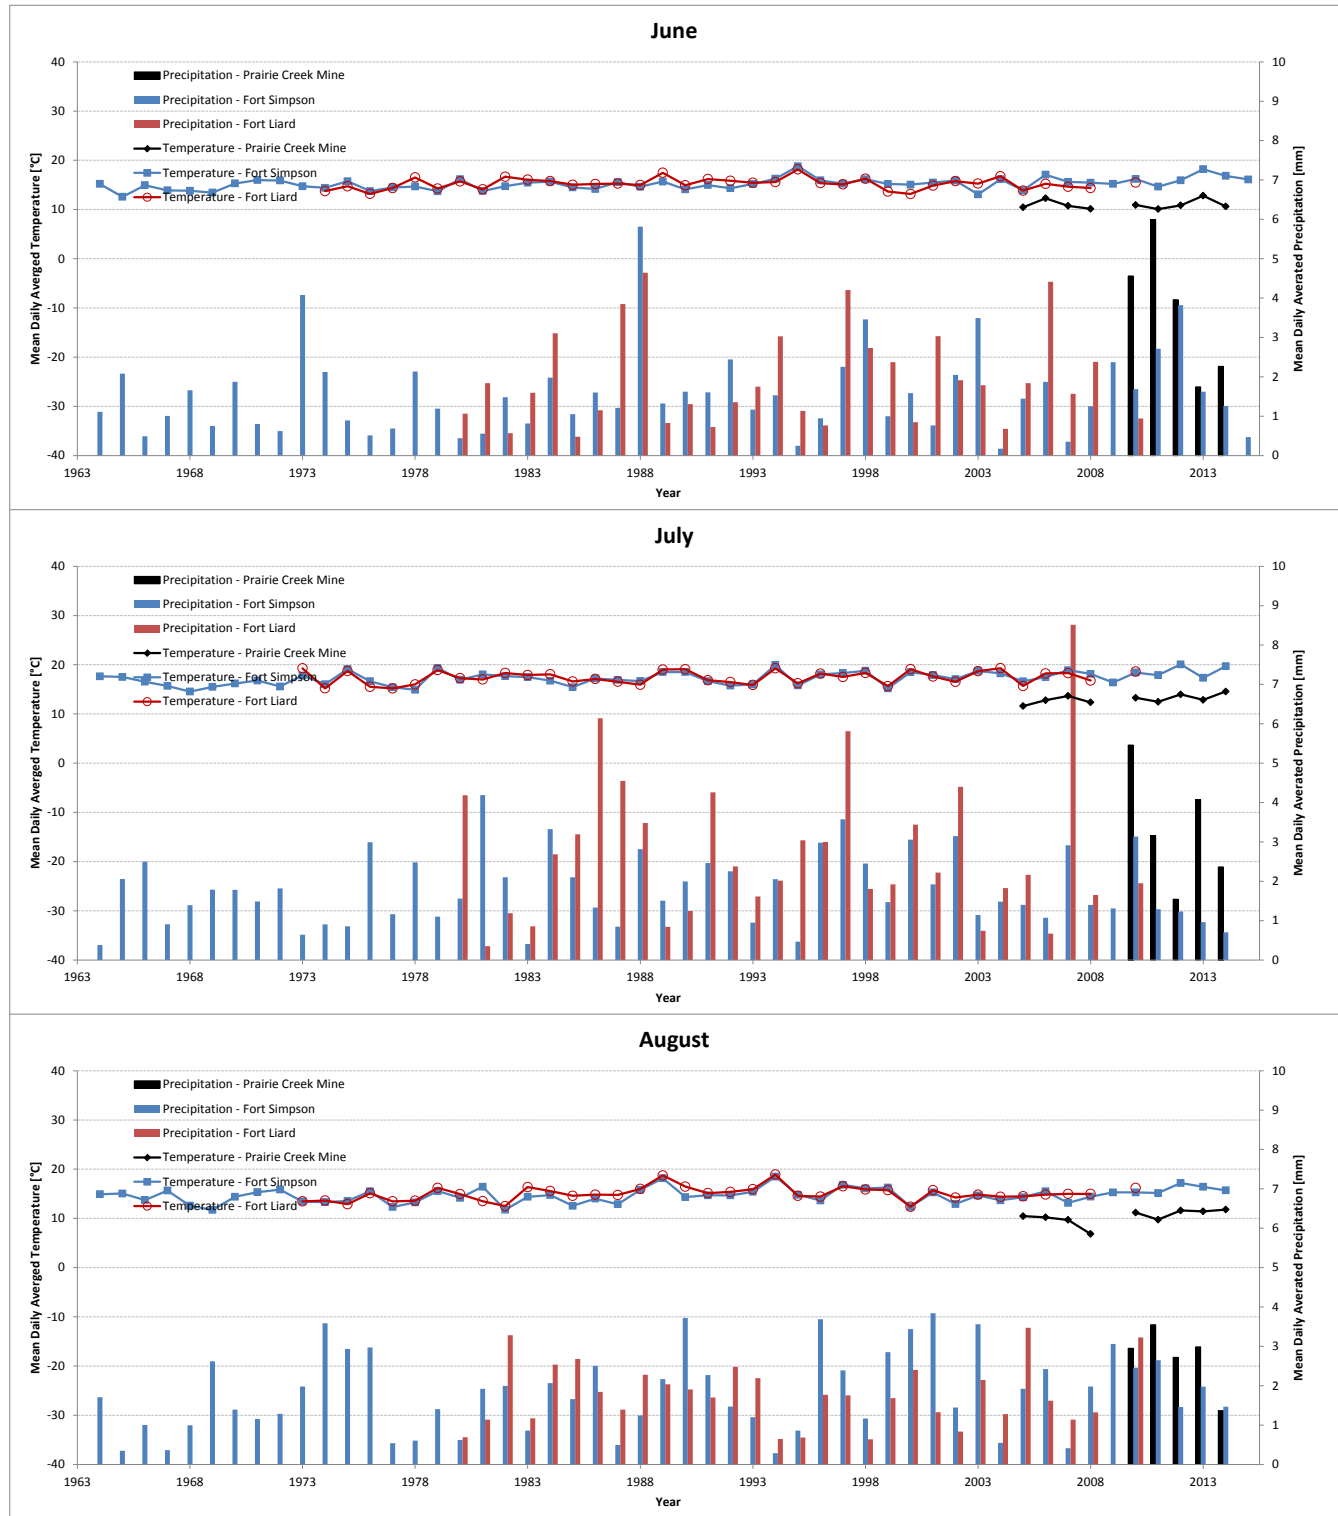 June
Mean Daily Averged Temperature [°C]
40
30
20
10
0
-10
-20
-30
-40
Precipitation - Prairie Creek Mine
Precipitation - Fort Simpson
Precipitation - Fort Liard
Temperature - Prairie Creek Mine
Temperature - Fort Simpson
Temperature - Fort Liard
10
9
8
7
6
5
4
3
2
1
0
Mean Daily Averated Precipitation [mm]
1963 1968 1973 1978 1983 1988 1993 1998 2003 2008 2013
Year
July
Mean Daily Averged Temperature [°C]
40
30
20
10
0
-10
-20
-30
-40
Precipitation - Prairie Creek Mine
Precipitation - Fort Simpson
Precipitation - Fort Liard
Temperature - Prairie Creek Mine
Temperature - Fort Simpson
Temperature - Fort Liard
10
9
8
7
6
5
4
3
2
1
0
Mean Daily Averated Precipitation [mm]
1963 1968 1973 1978 1983 1988 1993 1998 2003 2008 2013
Year
August
Mean Daily Averged Temperature [°C]
40
30
20
10
0
-10
-20
-30
-40
Precipitation - Prairie Creek Mine
Precipitation - Fort Simpson
Precipitation - Fort Liard
Temperature - Prairie Creek Mine
Temperature - Fort Simpson
Temperature - Fort Liard
10
9
8
7
6
5
4
3
2
1
0
Mean Daily Averated Precipitation [mm]
1963 1968 1973 1978 1983 1988 1993 1998 2003 2008 2013
Year